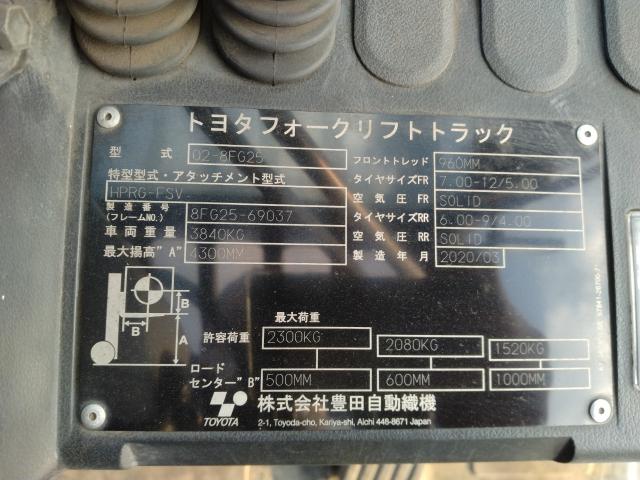 トヨタフォークリフトトラック
型式 02-8FG25 フロントトレッド 960MM
特型型式・アタッチメント型式 タイヤサイズFR 7.00-12/5.00
HPRG-FSV 空気圧FR SOLID
製造番号 (フレームNO.) 8FG25-69037 タイヤサイズRR 6.00-9/4.00
車両重量 3840KG 空気圧RR SOLID
最大揚高"A" 4300MM 製造年月 2020/03
B
B
A
最大荷重
許容荷重 2300KG 2080KG 1520KG
ロード
センター"B" 500MM 600MM 1000MM
TOYOTA 株式会社豊田自動織機
2-1, Toyoda-cho, Kariya-shi, Aichi 448-8671 Japan